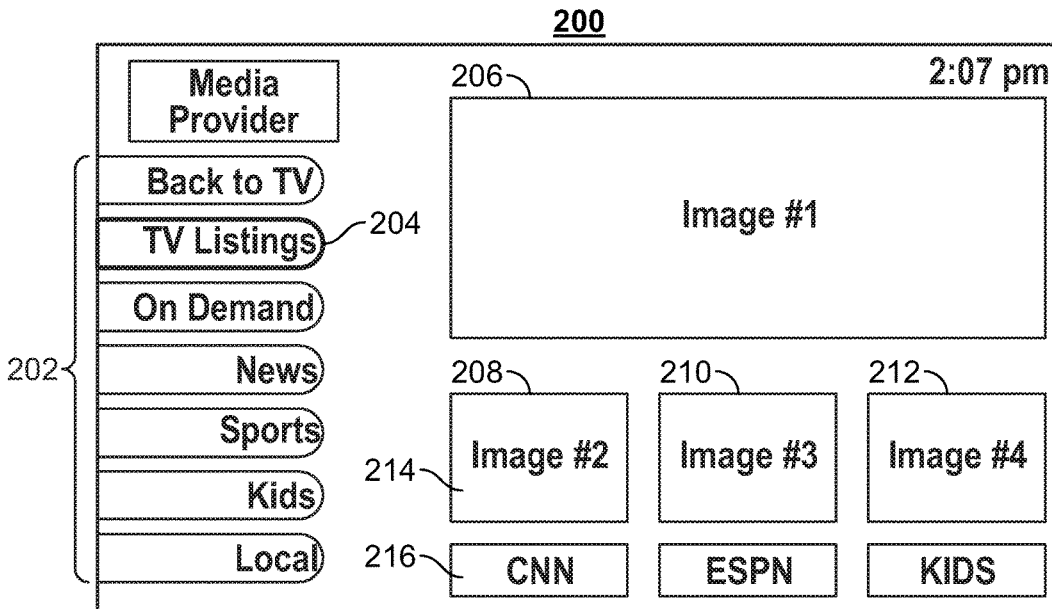 200
2:07 pm
Media
Provider
206
Back to TV
TV Listings
204
Image #1
On Demand
202
News
208
210
212
Sports
Image #2
Image #3
Image #4
214
Kids
Local
216
CNN
ESPN
KIDS